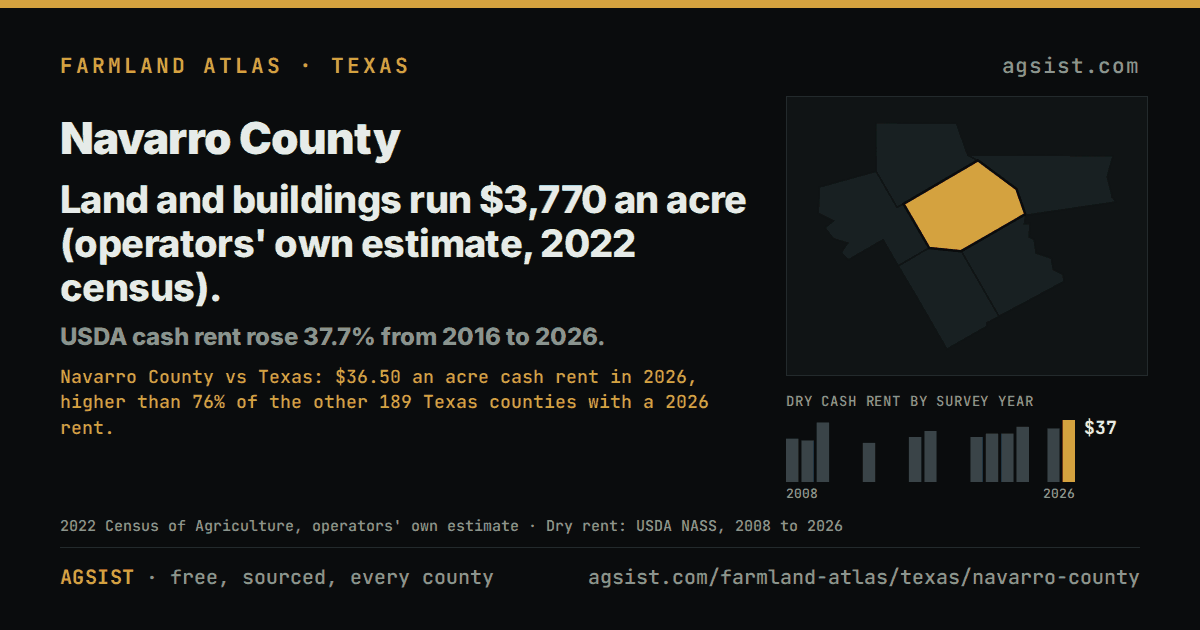 FARMLAND ATLAS · TEXAS
agsist.com
Navarro County
Land and buildings run $3,770 an acre
(operators' own estimate, 2022
census).
USDA cash rent rose 37.7% from 2016 to 2026.
Navarro County vs Texas: $36.50 an acre cash rent in 2026,
higher than 76% of the other 189 Texas counties with a 2026
rent.
DRY CASH RENT BY SURVEY YEAR
$37
2008
2026
2022 Census of Agriculture, operators' own estimate · Dry rent: USDA NASS, 2008 to 2026
AGSIST · free, sourced, every county
agsist.com/farmland-atlas/texas/navarro-county